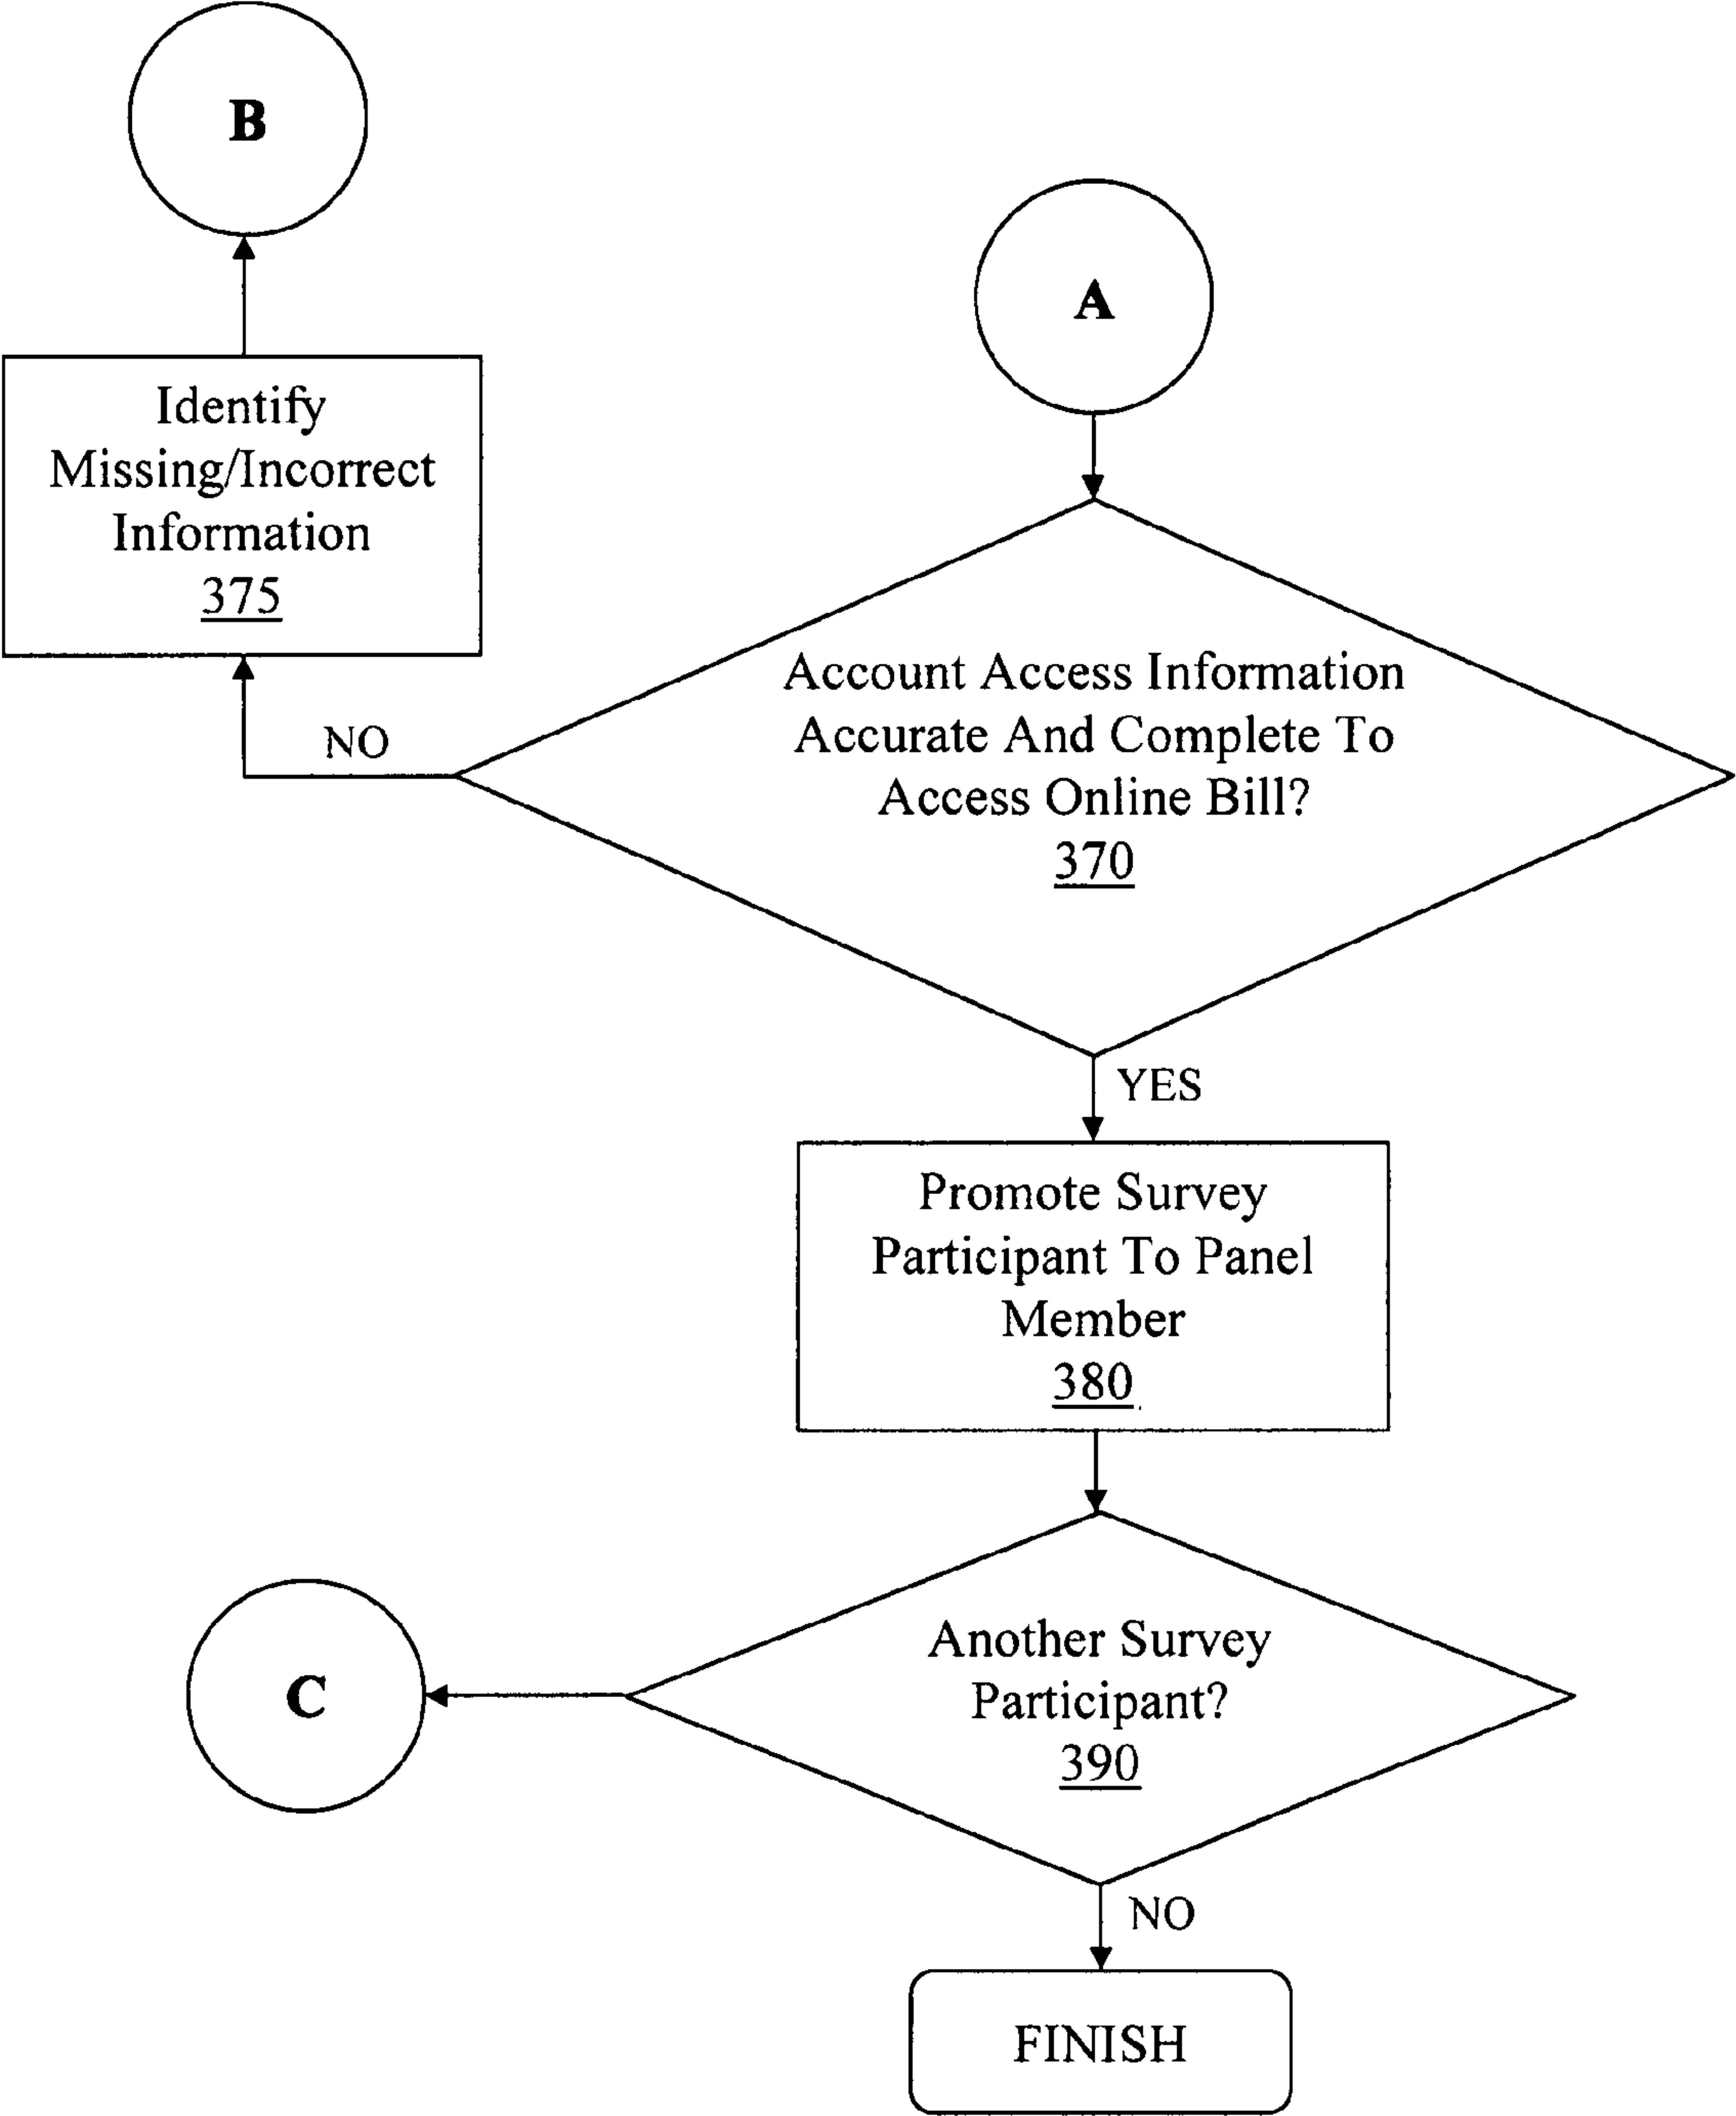 B
A
Identify
Missing/Incorrect
Information
375
NO
Account Access Information
Accurate And Complete To
Access Online Bill?
370
YES
Promote Survey
Participant To Panel
Member
380
Another Survey
Participant?
390
C
NO
FINISH